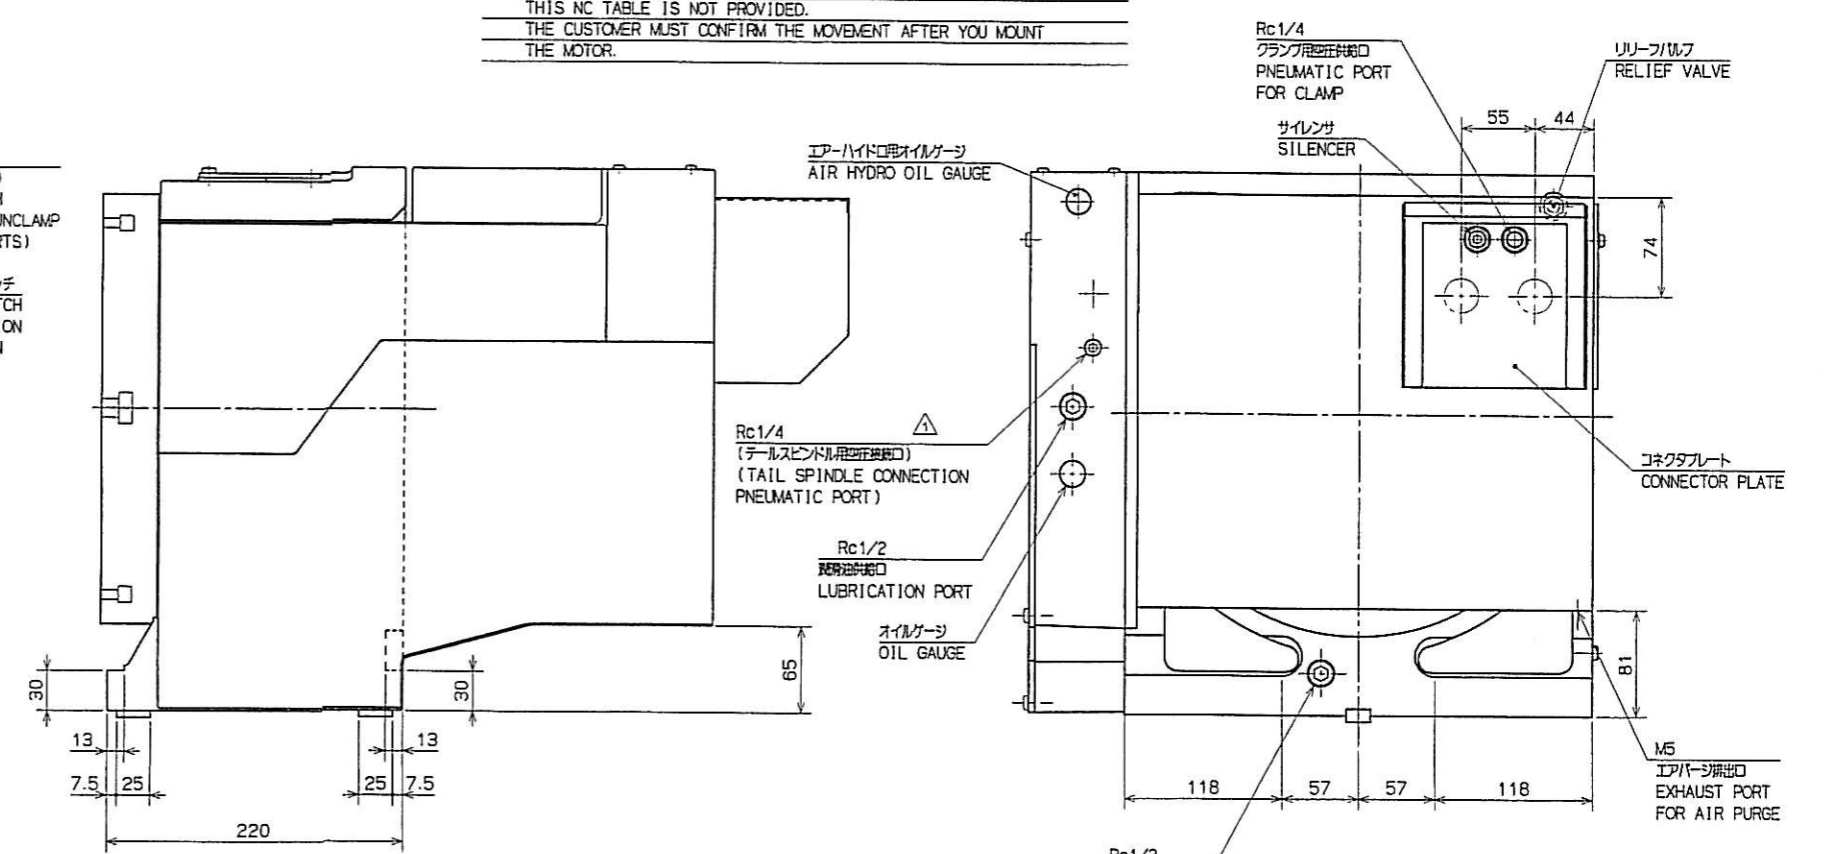 THIS NC TABLE IS NOT PROVIDED.
THE CUSTOMER MUST CONFIRM THE MOVEMENT AFTER YOU MOUNT
THE MOTOR.
Rc1/4
クランプ用空圧供給口
PNEUMATIC PORT
FOR CLAMP
リリーフバルブ
RELIEF VALVE
サイレンサ
SILENCER
55
44
エアーハイドロ用オイルゲージ
AIR HYDRO OIL GAUGE
UNCLAMP
74
1
Rc1/4
(テールスピンドル用空圧接続口)
(TAIL SPINDLE CONNECTION
PNEUMATIC PORT)
コネクタプレート
CONNECTOR PLATE
Rc1/2
LUBRICATION PORT
オイルゲージ
OIL GAUGE
30
30
65
81
13
13
7.5
25
25
7.5
220
118
57
57
118
M5
エアパージ排出口
EXHAUST PORT
FOR AIR PURGE